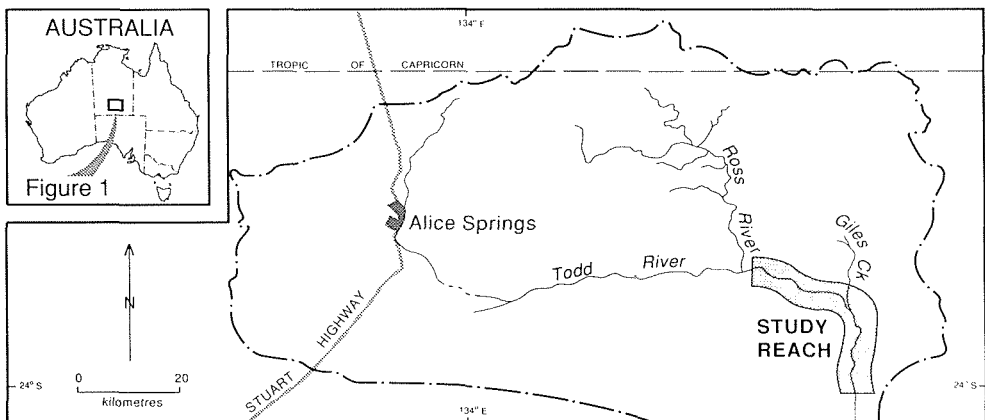 AUSTRALIA
Figure 1
134° E
TROPIC OF CAPRICORN
Ross River
Giles Ck
Alice Springs
Todd River
STUDY
REACH
N
STUART HIGHWAY
0 20
kilometres
24° S
24° S
134° E